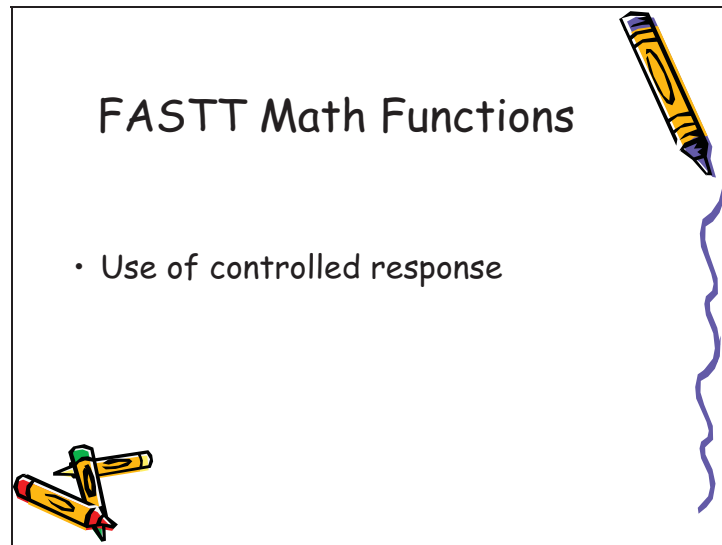 FASTT Math Functions
• Use of controlled response